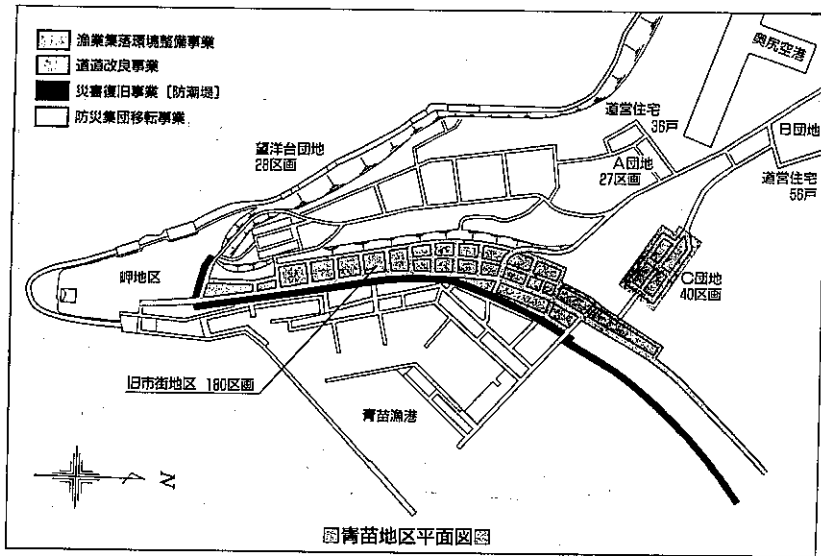 漁業集落環境整備事業
道道改良事業
災害復旧事業〔防潮堤〕
防災集団移転事業
奥尻空港
道営住宅
36戸
望洋台団地
28区画
A団地
27区画
B団地
道営住宅
56戸
岬地区
C団地
40区画
旧市街地区 180区画
青苗漁港
N
青苗地区平面図